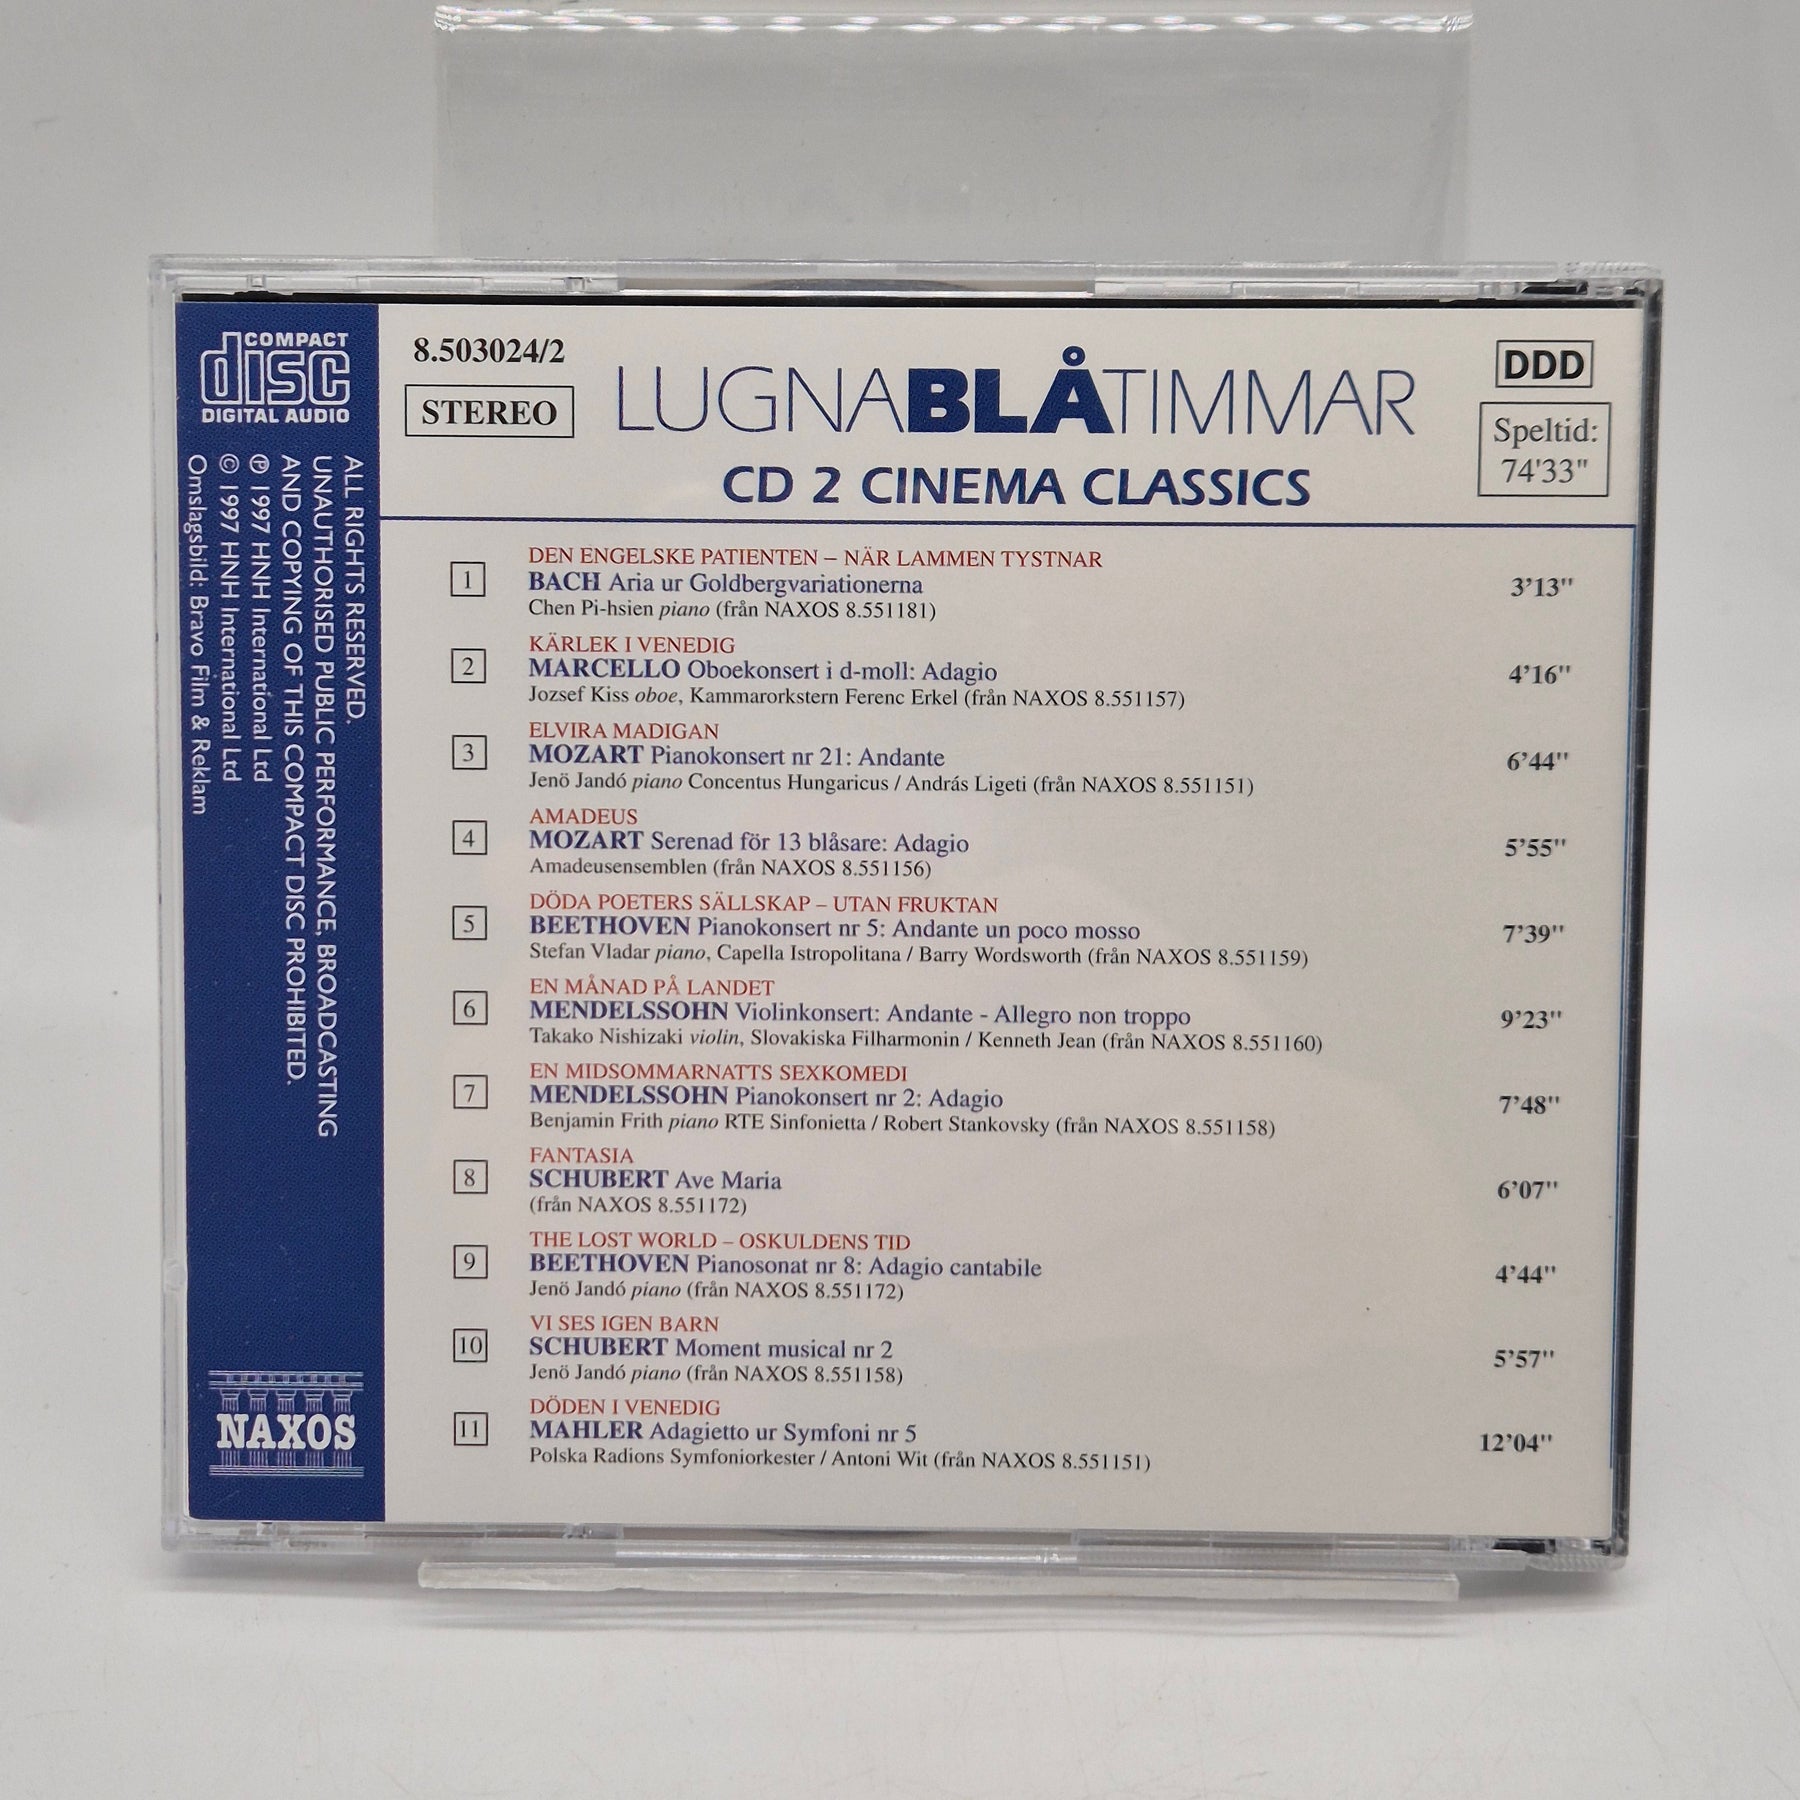 COMPACT
disc
DIGITAL AUDIO
ALL RIGHTS RESERVED.
UNAUTHORISED PUBLIC PERFORMANCE, BROADCASTING
AND COPYING OF THIS COMPACT DISC PROHIBITED.
℗ 1997 HNH International Ltd
© 1997 HNH International Ltd
Omslagsbild: Bravo Film & Reklam
NAXOS
8.503024/2
STEREO
LUGNABLÅTIMMAR
CD 2 CINEMA CLASSICS
DDD
Speltid:
74'33"
DEN ENGELSKE PATIENTEN – NÄR LAMMEN TYSTNAR
1 BACH Aria ur Goldbergvariationerna 3'13"
Chen Pi-hsien piano (från NAXOS 8.551181)
KÄRLEK I VENEDIG
2 MARCELLO Oboekonsert i d-moll: Adagio 4'16"
Jozsef Kiss oboe, Kammarorkstern Ferenc Erkel (från NAXOS 8.551157)
ELVIRA MADIGAN
3 MOZART Pianokonsert nr 21: Andante 6'44"
Jenö Jandó piano Concentus Hungaricus / András Ligeti (från NAXOS 8.551151)
AMADEUS
4 MOZART Serenad för 13 blåsare: Adagio 5'55"
Amadeusensemblen (från NAXOS 8.551156)
DÖDA POETERS SÄLLSKAP – UTAN FRUKTAN
5 BEETHOVEN Pianokonsert nr 5: Andante un poco mosso 7'39"
Stefan Vladar piano, Capella Istropolitana / Barry Wordsworth (från NAXOS 8.551159)
EN MÅNAD PÅ LANDET
6 MENDELSSOHN Violinkonsert: Andante - Allegro non troppo 9'23"
Takako Nishizaki violin, Slovakiska Filharmonin / Kenneth Jean (från NAXOS 8.551160)
EN MIDSOMMARNATTS SEXKOMEDI
7 MENDELSSOHN Pianokonsert nr 2: Adagio 7'48"
Benjamin Frith piano RTE Sinfonietta / Robert Stankovsky (från NAXOS 8.551158)
FANTASIA
8 SCHUBERT Ave Maria 6'07"
(från NAXOS 8.551172)
THE LOST WORLD – OSKULDENS TID
9 BEETHOVEN Pianosonat nr 8: Adagio cantabile 4'44"
Jenö Jandó piano (från NAXOS 8.551172)
VI SES IGEN BARN
10 SCHUBERT Moment musical nr 2 5'57"
Jenö Jandó piano (från NAXOS 8.551158)
DÖDEN I VENEDIG
11 MAHLER Adagietto ur Symfoni nr 5 12'04"
Polska Radions Symfoniorkester / Antoni Wit (från NAXOS 8.551151)